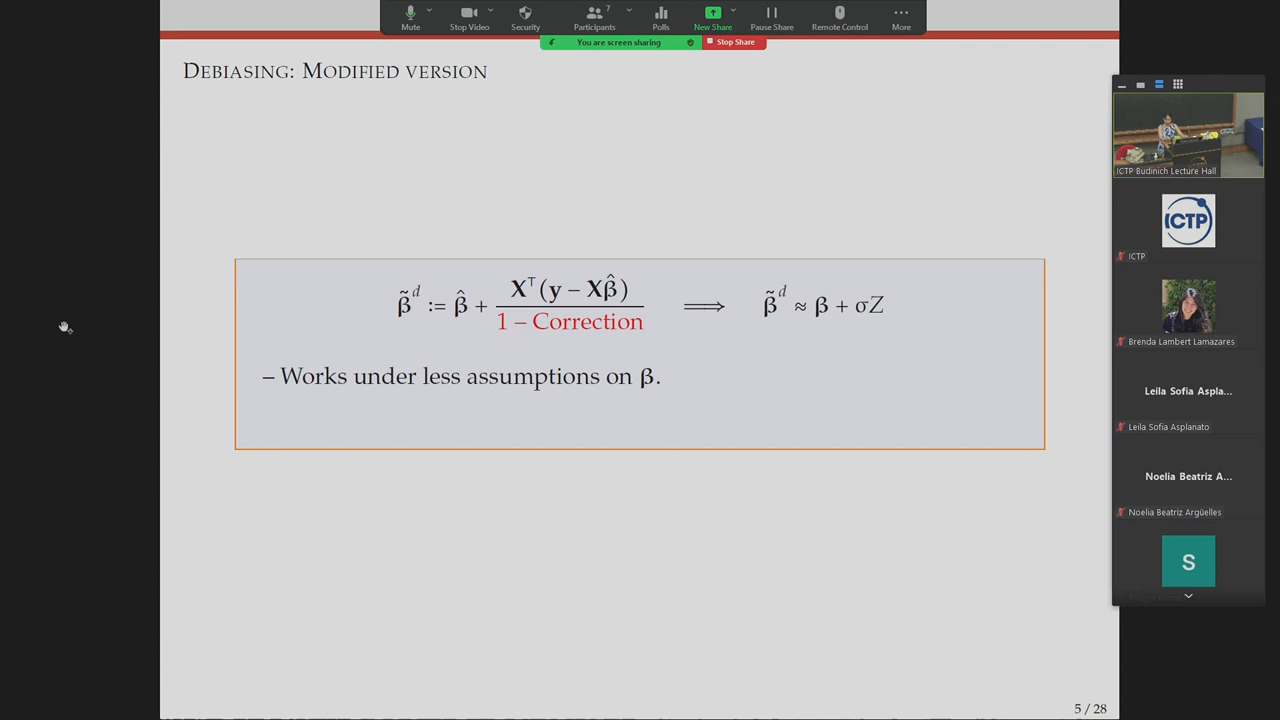 Mute
Stop Video
Security
Participants
7
Polls
New Share
Pause Share
Remote Control
More
You are screen sharing
Stop Share
DEBIASING: MODIFIED VERSION
β̃ᵈ := β̂ + Xᵀ(y – Xβ̂) / 1 – Correction ⟹ β̃ᵈ ≈ β + σZ
– Works under less assumptions on β.
5 / 28
ICTP Budinich Lecture Hall
ICTP
ICTP
Brenda Lambert Lamazares
Leila Sofia Aspla...
Leila Sofia Asplanato
Noelia Beatriz A...
Noelia Beatriz Argüelles
S